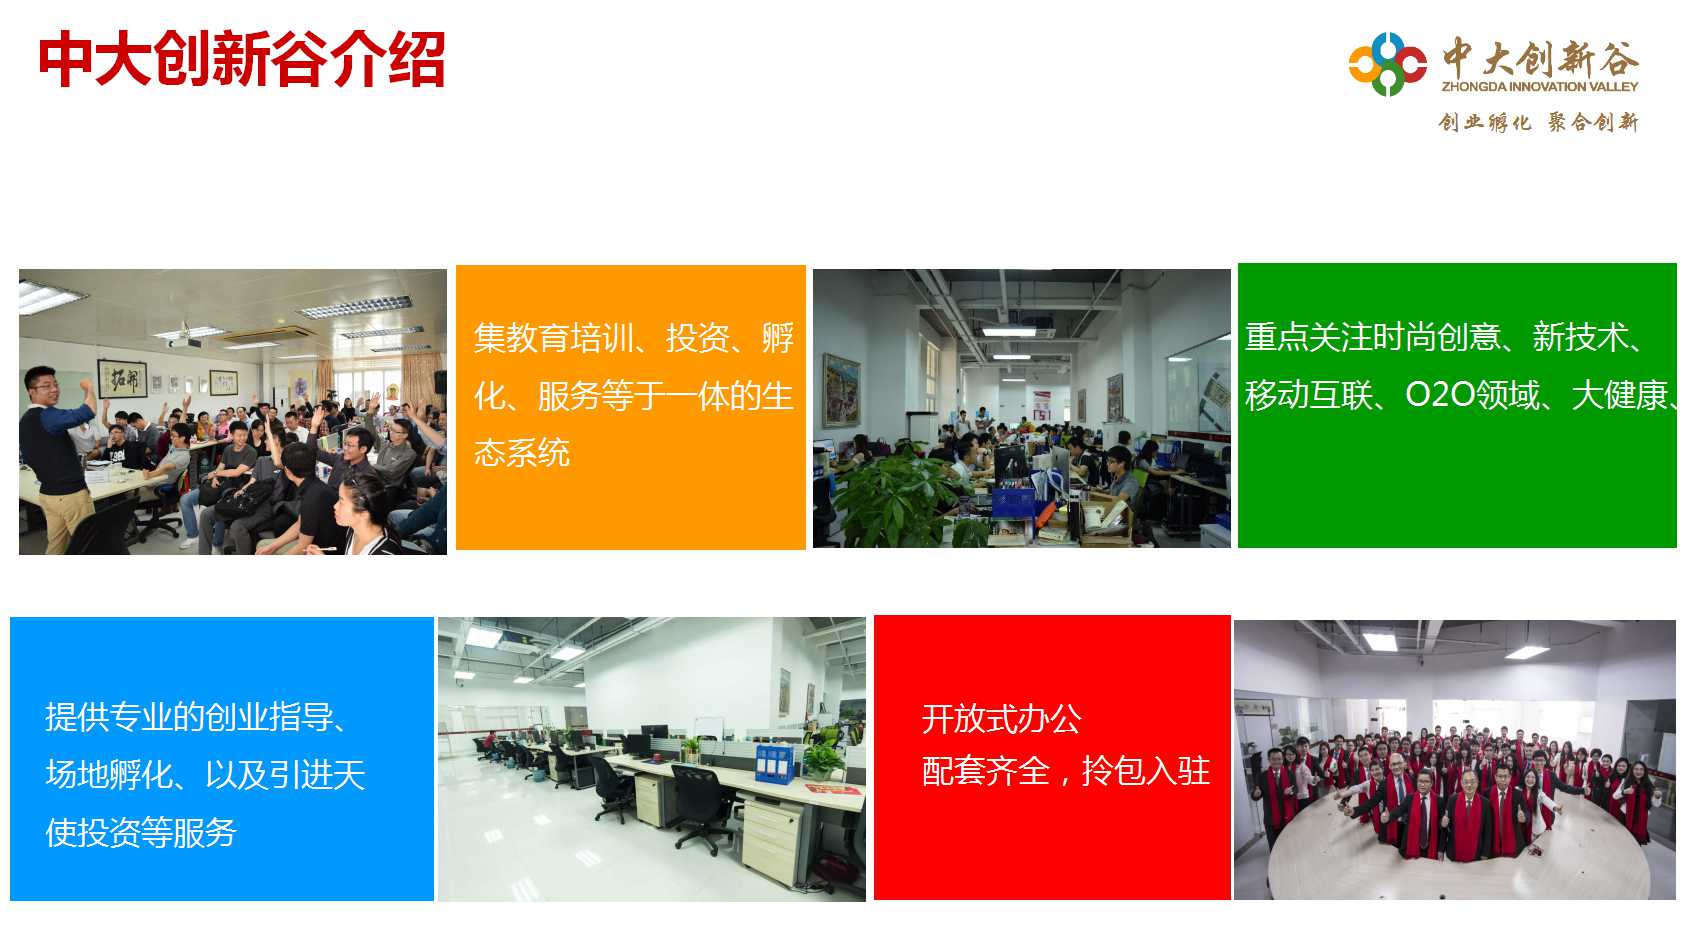 中大创新谷介绍
中大创新谷
ZHONGDA INNOVATION VALLEY
创业孵化 聚合创新
集教育培训、投资、孵
化、服务等于一体的生
态系统
重点关注时尚创意、新技术、
移动互联、O2O领域、大健康、
提供专业的创业指导、
场地孵化、以及引进天
使投资等服务
开放式办公
配套齐全，拎包入驻